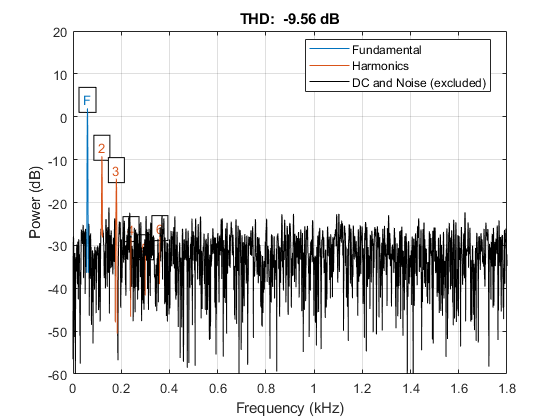 THD: -9.56 dB
Fundamental
Harmonics
DC and Noise (excluded)
F
2
3
6
20
10
0
-10
-20
-30
-40
-50
-60
Power (dB)
0 0.2 0.4 0.6 0.8 1 1.2 1.4 1.6 1.8
Frequency (kHz)